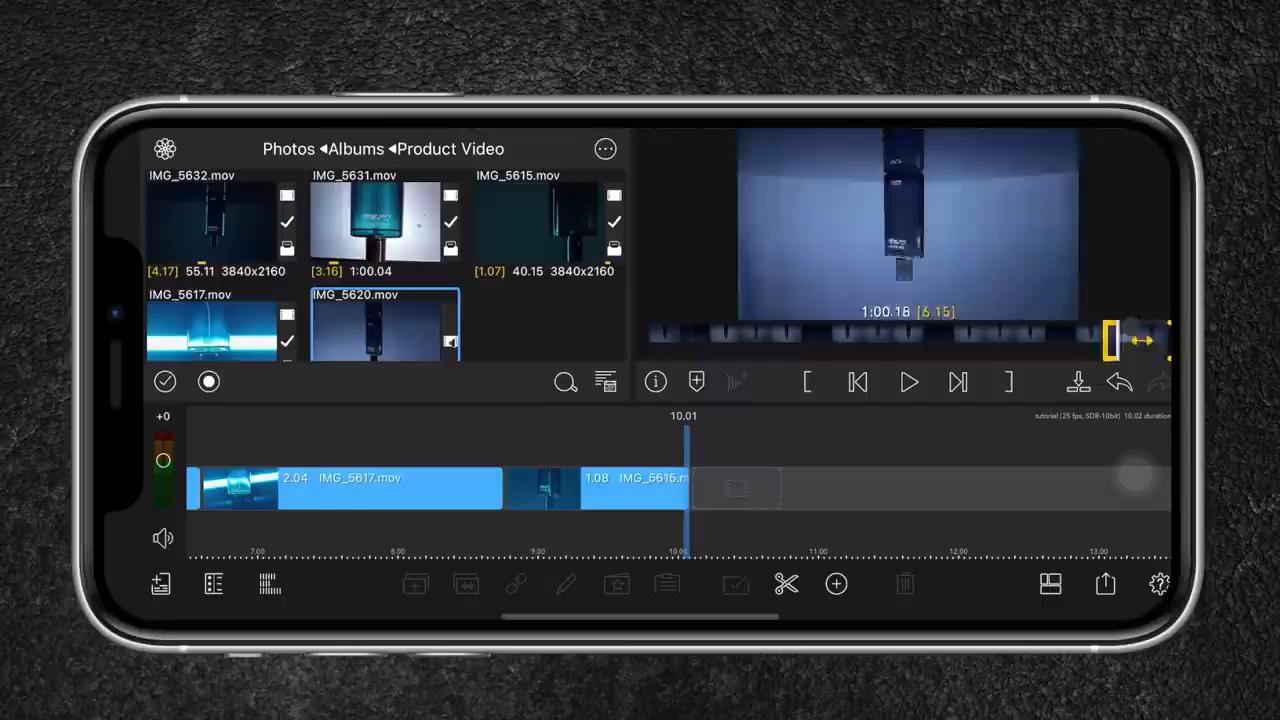 Photos ◂Albums ◂Product Video
IMG_5632.mov
IMG_5631.mov
IMG_5615.mov
[4.17] 55.11 3840x2160
[3.16] 1:00.04
[1.07] 40.15 3840x2160
IMG_5617.mov
IMG_5620.mov
1:00.18 [6 15]
+0
10.01
tutorial (25 fps, SDR-10bit) 10.02 duration
2.04 IMG_5617.mov
1.08 IMG_5615.m
7.00
8.00
9.00
10.00
11.00
12.00
13.00